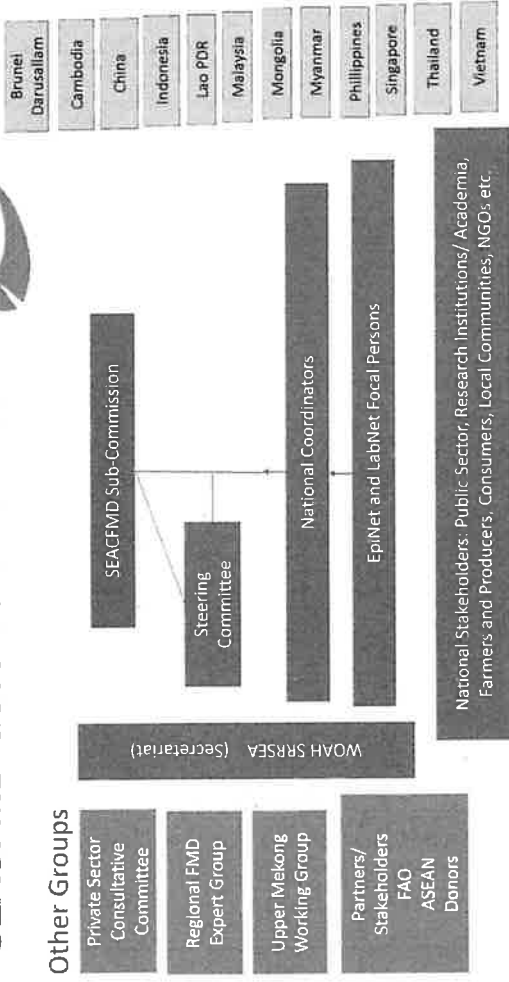 Other Groups
Private Sector
Consultative
Committee
Regional FMD
Expert Group
Upper Mekong
Working Group
Partners/
Stakeholders
FAO
ASEAN
Donors
WOAH SRRSEA (Secretariat)
SEACFMD Sub-Commission
Steering
Committee
National Coordinators
EpiNet and LabNet Focal Persons
National Stakeholders: Public Sector, Research Institutions/ Academia,
Farmers and Producers, Consumers, Local Communities, NGOs etc.
Brunei
Darusallam
Cambodia
China
Indonesia
Lao PDR
Malaysia
Mongolia
Myanmar
Phillippines
Singapore
Thailand
Vietnam